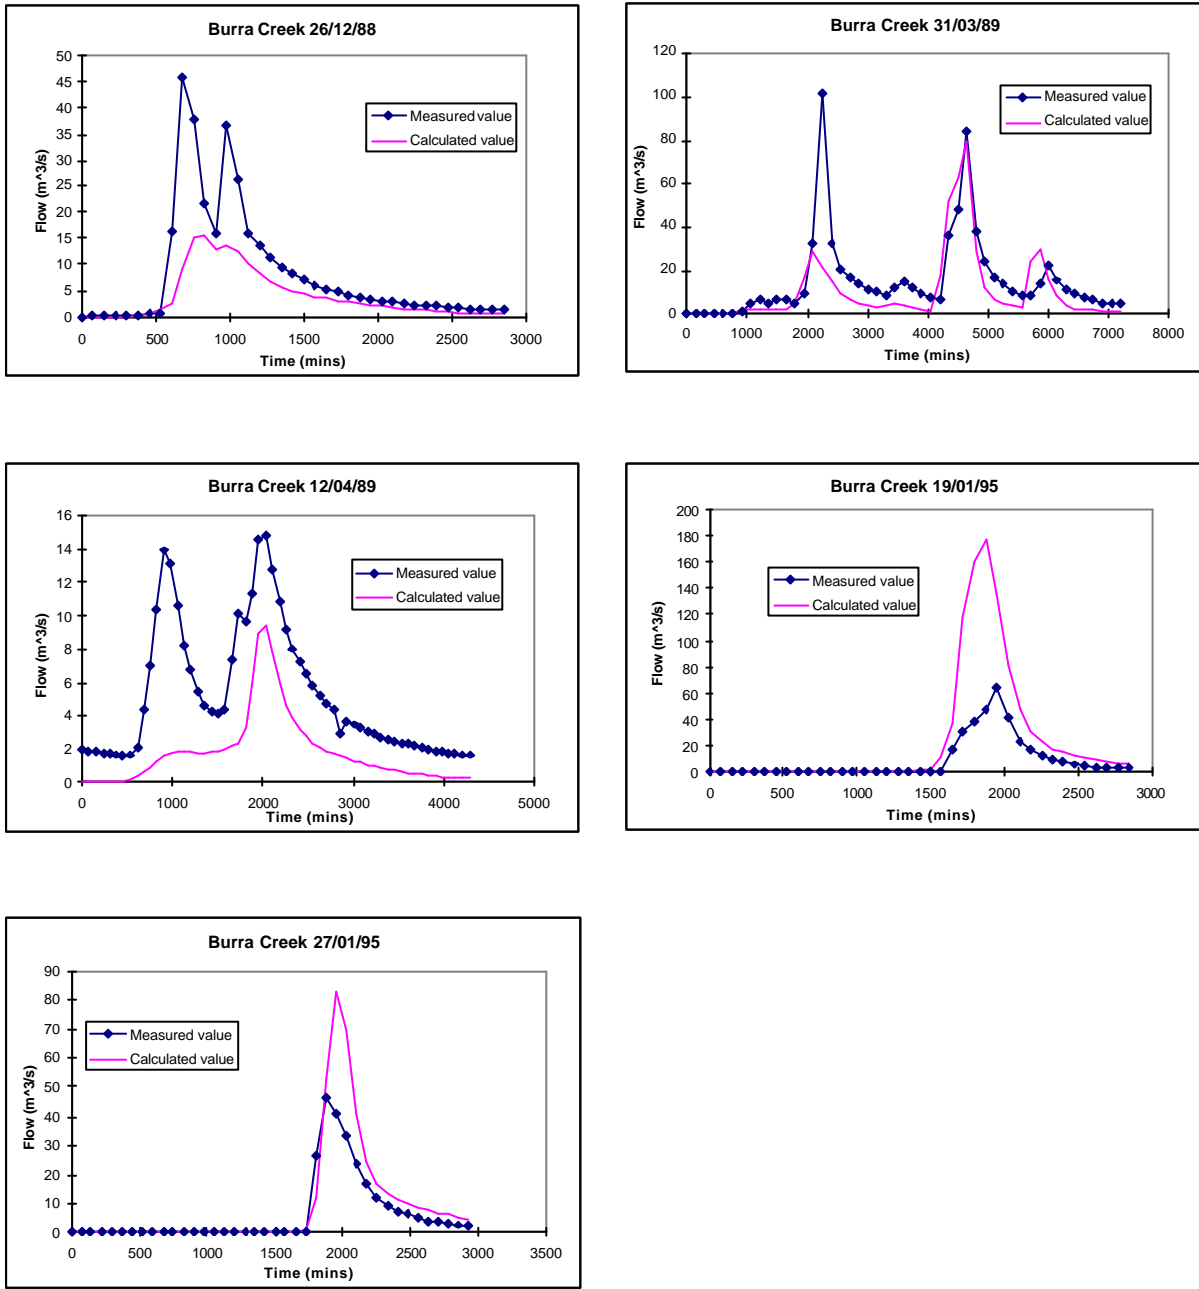 Burra Creek 26/12/88
50
45
40
35
30
25
20
15
10
5
0
Flow (m^3/s)
Measured value
Calculated value
0 500 1000 1500 2000 2500 3000
Time (mins)
Burra Creek 31/03/89
120
100
80
60
40
20
0
Flow (m^3/s)
Measured value
Calculated value
0 1000 2000 3000 4000 5000 6000 7000 8000
Time (mins)
Burra Creek 12/04/89
16
14
12
10
8
6
4
2
0
Flow (m^3/s)
Measured value
Calculated value
0 1000 2000 3000 4000 5000
Time (mins)
Burra Creek 19/01/95
200
180
160
140
120
100
80
60
40
20
0
Flow (m^3/s)
Measured value
Calculated value
0 500 1000 1500 2000 2500 3000
Time (mins)
Burra Creek 27/01/95
90
80
70
60
50
40
30
20
10
0
Flow (m^3/s)
Measured value
Calculated value
0 500 1000 1500 2000 2500 3000 3500
Time (mins)